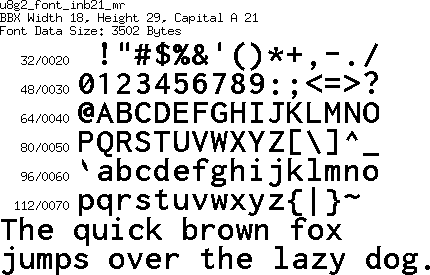 u8g2_font_inb21_mr
BBX Width 18, Height 29, Capital A 21
Font Data Size: 3502 Bytes
32/0020 !"#$%&'()*+,-./
48/0030 0123456789:;<=>?
64/0040 @ABCDEFGHIJKLMNO
80/0050 PQRSTUVWXYZ[\]^_
96/0060 `abcdefghijklmno
112/0070 pqrstuvwxyz{|}~
The quick brown fox
jumps over the lazy dog.